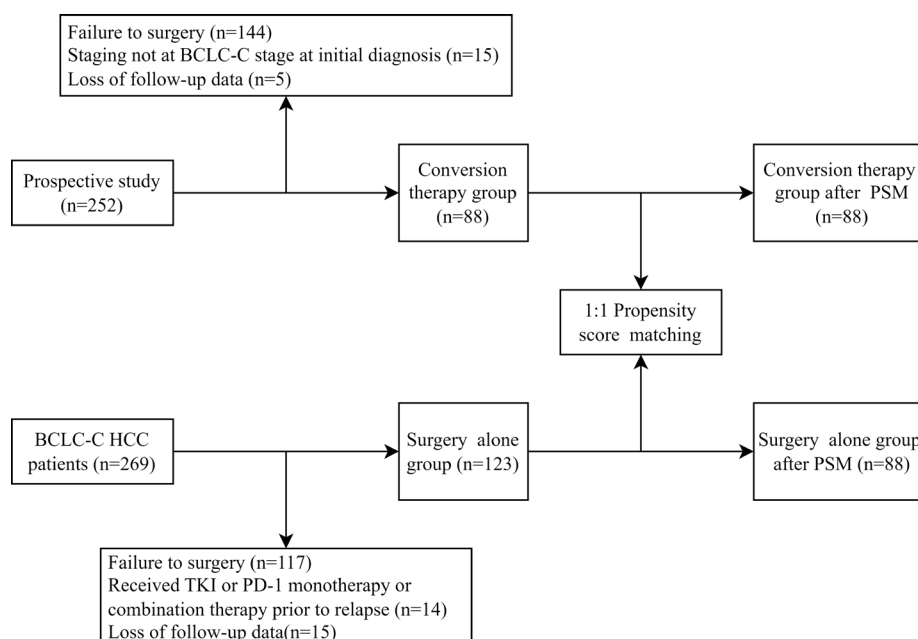 Failure to surgery (n=144)
Staging not at BCLC-C stage at initial diagnosis (n=15)
Loss of follow-up data (n=5)
Prospective study
(n=252)
Conversion
therapy group
(n=88)
Conversion therapy
group after PSM
(n=88)
1:1 Propensity
score matching
BCLC-C HCC
patients (n=269)
Surgery alone
group (n=123)
Surgery alone group
after PSM (n=88)
Failure to surgery (n=117)
Received TKI or PD-1 monotherapy or
combination therapy prior to relapse (n=14)
Loss of follow-up data(n=15)